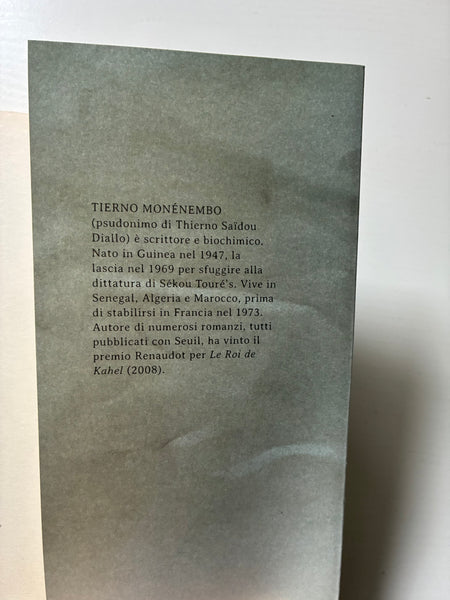 TIERNO MONÉNEMBO
(psudonimo di Thierno Saïdou
Diallo) è scrittore e biochimico.
Nato in Guinea nel 1947, la
lascia nel 1969 per sfuggire alla
dittatura di Sékou Touré's. Vive in
Senegal, Algeria e Marocco, prima
di stabilirsi in Francia nel 1973.
Autore di numerosi romanzi, tutti
pubblicati con Seuil, ha vinto il
premio Renaudot per Le Roi de
Kahel (2008).